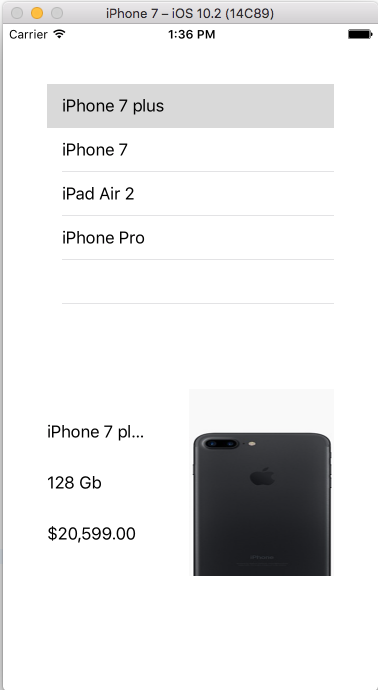 iPhone 7 – iOS 10.2 (14C89)
Carrier 1:36 PM
iPhone 7 plus
iPhone 7
iPad Air 2
iPhone Pro
iPhone 7 pl...
128 Gb
$20,599.00
iPhone